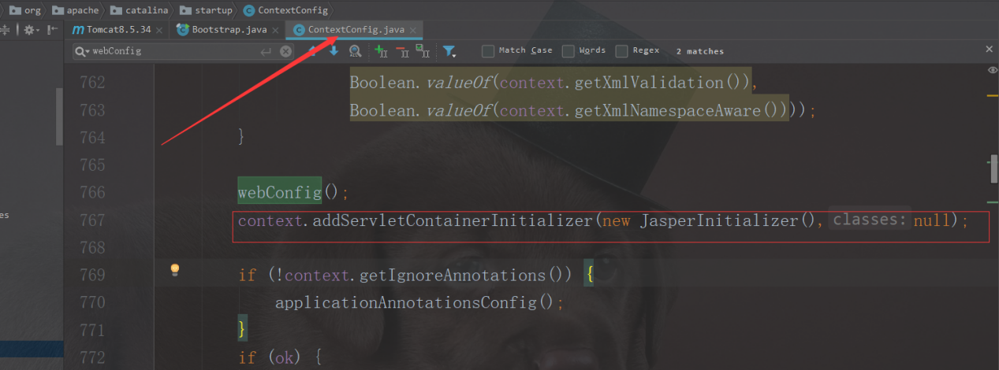 org apache catalina startup ContextConfig
Tomcat8.5.34 Bootstrap.java ContextConfig.java
webConfig Match Case Words Regex 2 matches
762 Boolean.valueOf(context.getXmlValidation()),
763 Boolean.valueOf(context.getXmlNamespaceAware())));
764 }
765
766 webConfig();
767 context.addServletContainerInitializer(new JasperInitializer(), classes: null);
768
769 if (!context.getIgnoreAnnotations()) {
770 applicationAnnotationsConfig();
771 }
772 if (ok) {
es